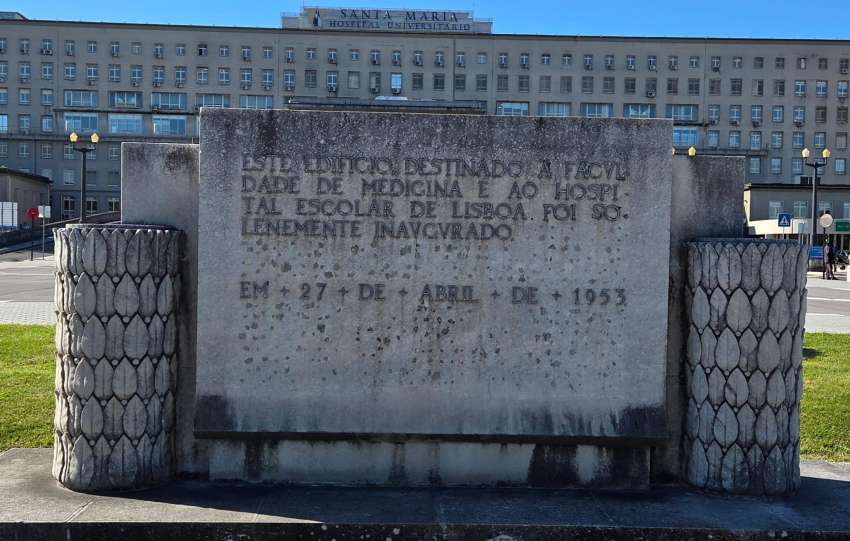 SANTA MARIA
HOSPITAL UNIVERSITÁRIO
ESTE EDIFICIO, DESTINADO À FACVL-
DADE DE MEDICINA E AO HOSPI-
TAL ESCOLAR DE LISBOA, FOI SO-
LENEMENTE INAVGVRADO
EM + 27 + DE + ABRIL + DE + 1953